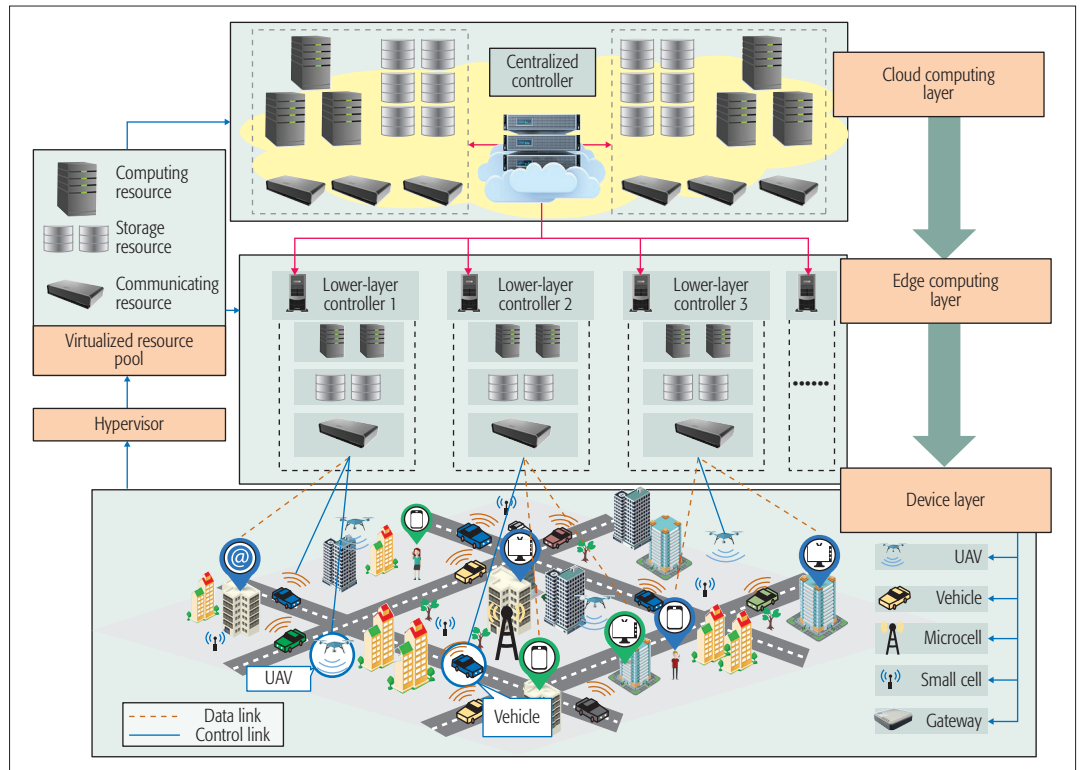 Centralized
controller
Cloud computing
layer
Computing
resource
Storage
resource
Communicating
resource
Virtualized resource
pool
Hypervisor
Lower-layer
controller 1
Lower-layer
controller 2
Lower-layer
controller 3
Edge computing
layer
......
Device layer
@
UAV
Vehicle
Microcell
Small cell
Gateway
UAV
Vehicle
Data link
Control link